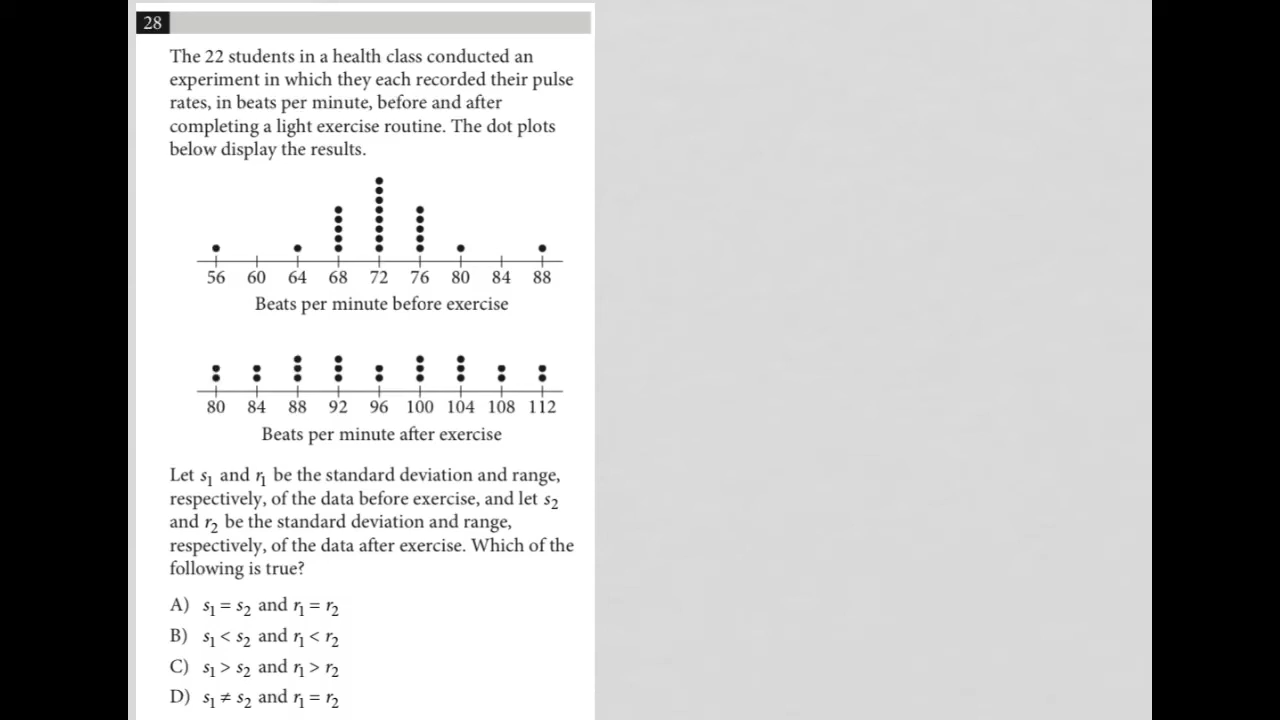 28
The 22 students in a health class conducted an
experiment in which they each recorded their pulse
rates, in beats per minute, before and after
completing a light exercise routine. The dot plots
below display the results.
56 60 64 68 72 76 80 84 88
Beats per minute before exercise
80 84 88 92 96 100 104 108 112
Beats per minute after exercise
Let s₁ and r₁ be the standard deviation and range,
respectively, of the data before exercise, and let s₂
and r₂ be the standard deviation and range,
respectively, of the data after exercise. Which of the
following is true?
A) s₁ = s₂ and r₁ = r₂
B) s₁ < s₂ and r₁ < r₂
C) s₁ > s₂ and r₁ > r₂
D) s₁ ≠ s₂ and r₁ = r₂